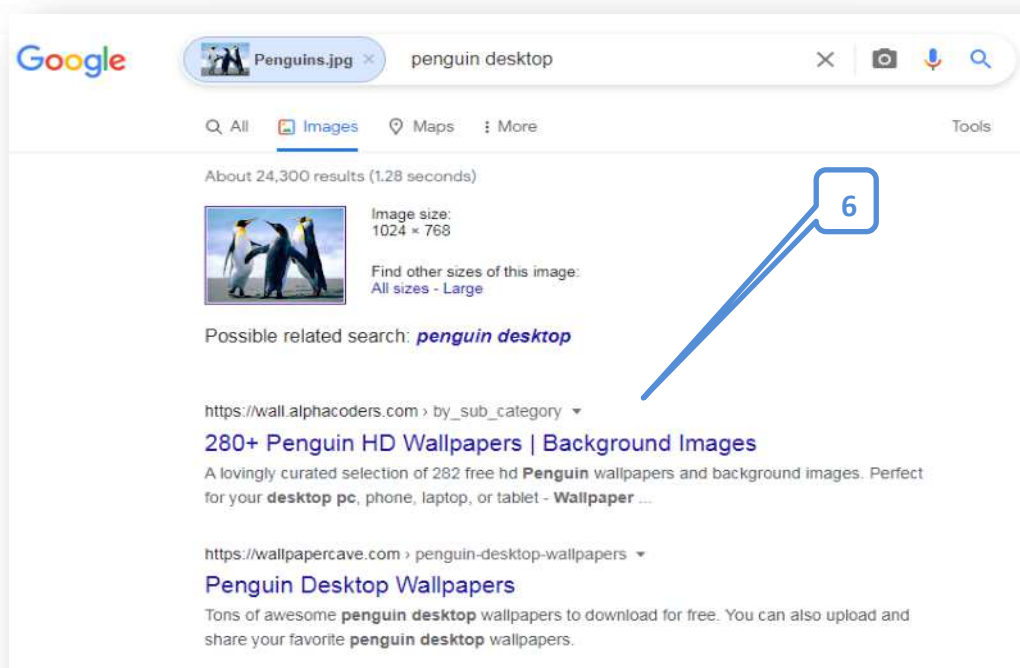 Google Penguins.jpg × penguin desktop
All Images Maps More Tools
About 24,300 results (1.28 seconds)
6
Image size:
1024 × 768
Find other sizes of this image:
All sizes - Large
Possible related search: penguin desktop
https://wall.alphacoders.com › by_sub_category
280+ Penguin HD Wallpapers | Background Images
A lovingly curated selection of 282 free hd Penguin wallpapers and background images. Perfect
for your desktop pc, phone, laptop, or tablet - Wallpaper ...
https://wallpapercave.com › penguin-desktop-wallpapers
Penguin Desktop Wallpapers
Tons of awesome penguin desktop wallpapers to download for free. You can also upload and
share your favorite penguin desktop wallpapers.